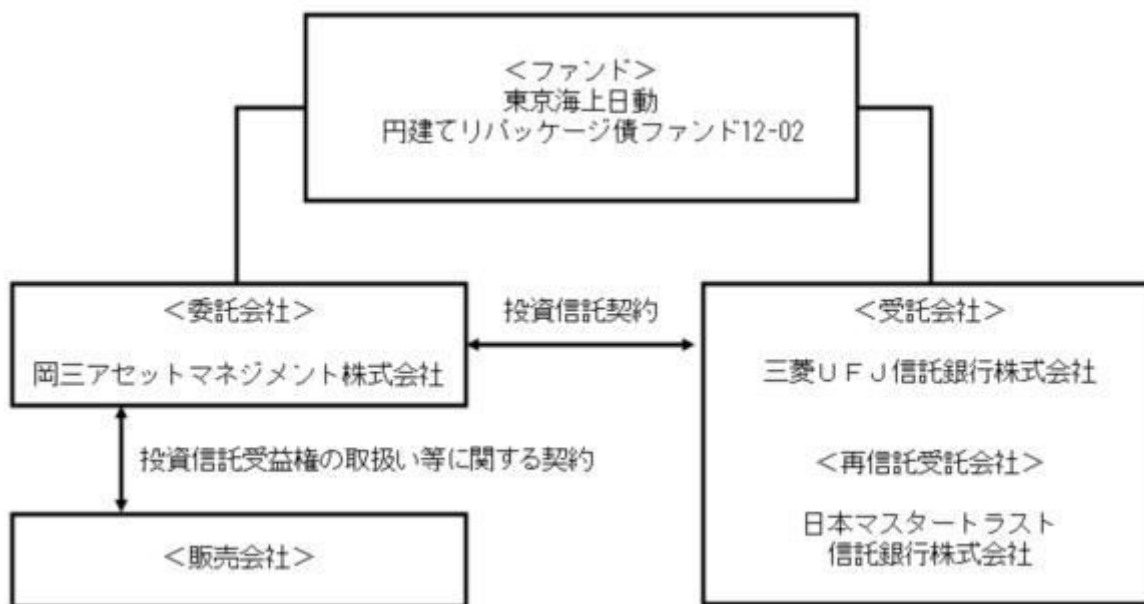 ＜ファンド＞
東京海上日動
円建てリパッケージ債ファンド12-02
＜委託会社＞
岡三アセットマネジメント株式会社
投資信託契約
＜受託会社＞
三菱ＵＦＪ信託銀行株式会社
＜再信託受託会社＞
日本マスタートラスト
信託銀行株式会社
投資信託受益権の取扱い等に関する契約
＜販売会社＞